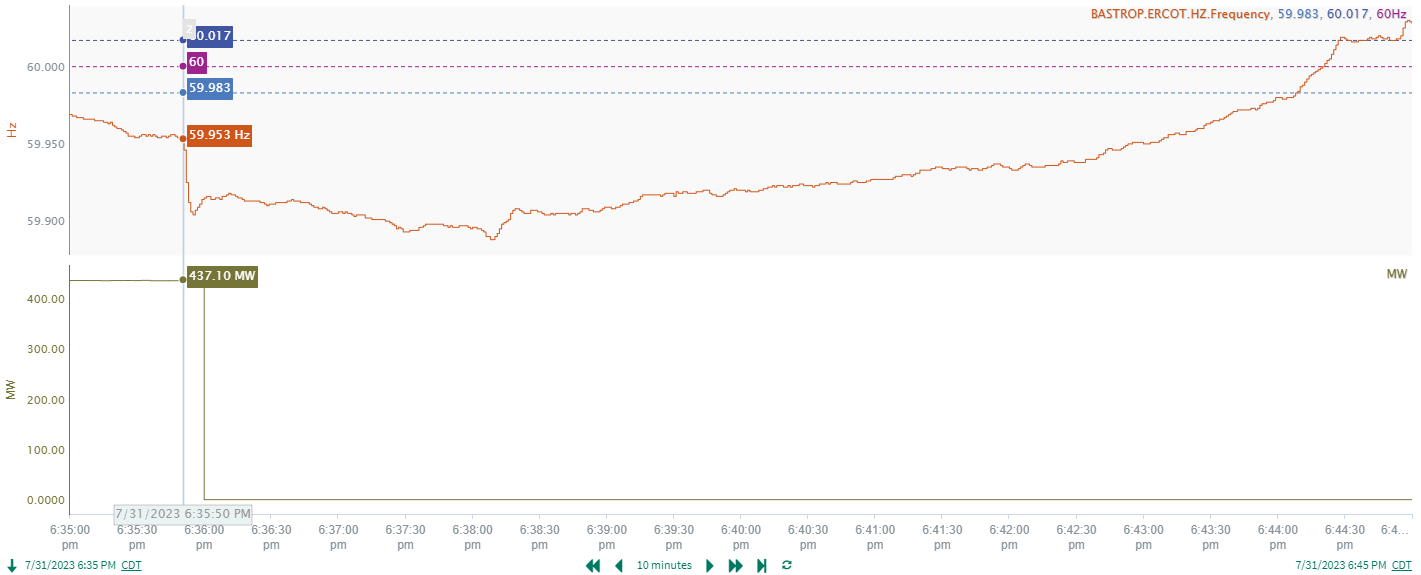 BASTROP.ERCOT.HZ.Frequency, 59.983, 60.017, 60Hz
60.017
60.000
60
59.983
Hz
59.953 Hz
59.950
59.900
437.10 MW
MW
400.00
300.00
MW
200.00
100.00
0.0000
7/31/2023 6:35:50 PM
6:35:00 pm 6:35:30 pm 6:36:00 pm 6:36:30 pm 6:37:00 pm 6:37:30 pm 6:38:00 pm 6:38:30 pm 6:39:00 pm 6:39:30 pm 6:40:00 pm 6:40:30 pm 6:41:00 pm 6:41:30 pm 6:42:00 pm 6:42:30 pm 6:43:00 pm 6:43:30 pm 6:44:00 pm 6:44:30 pm 6:4... pm
7/31/2023 6:35 PM CDT
10 minutes
7/31/2023 6:45 PM CDT